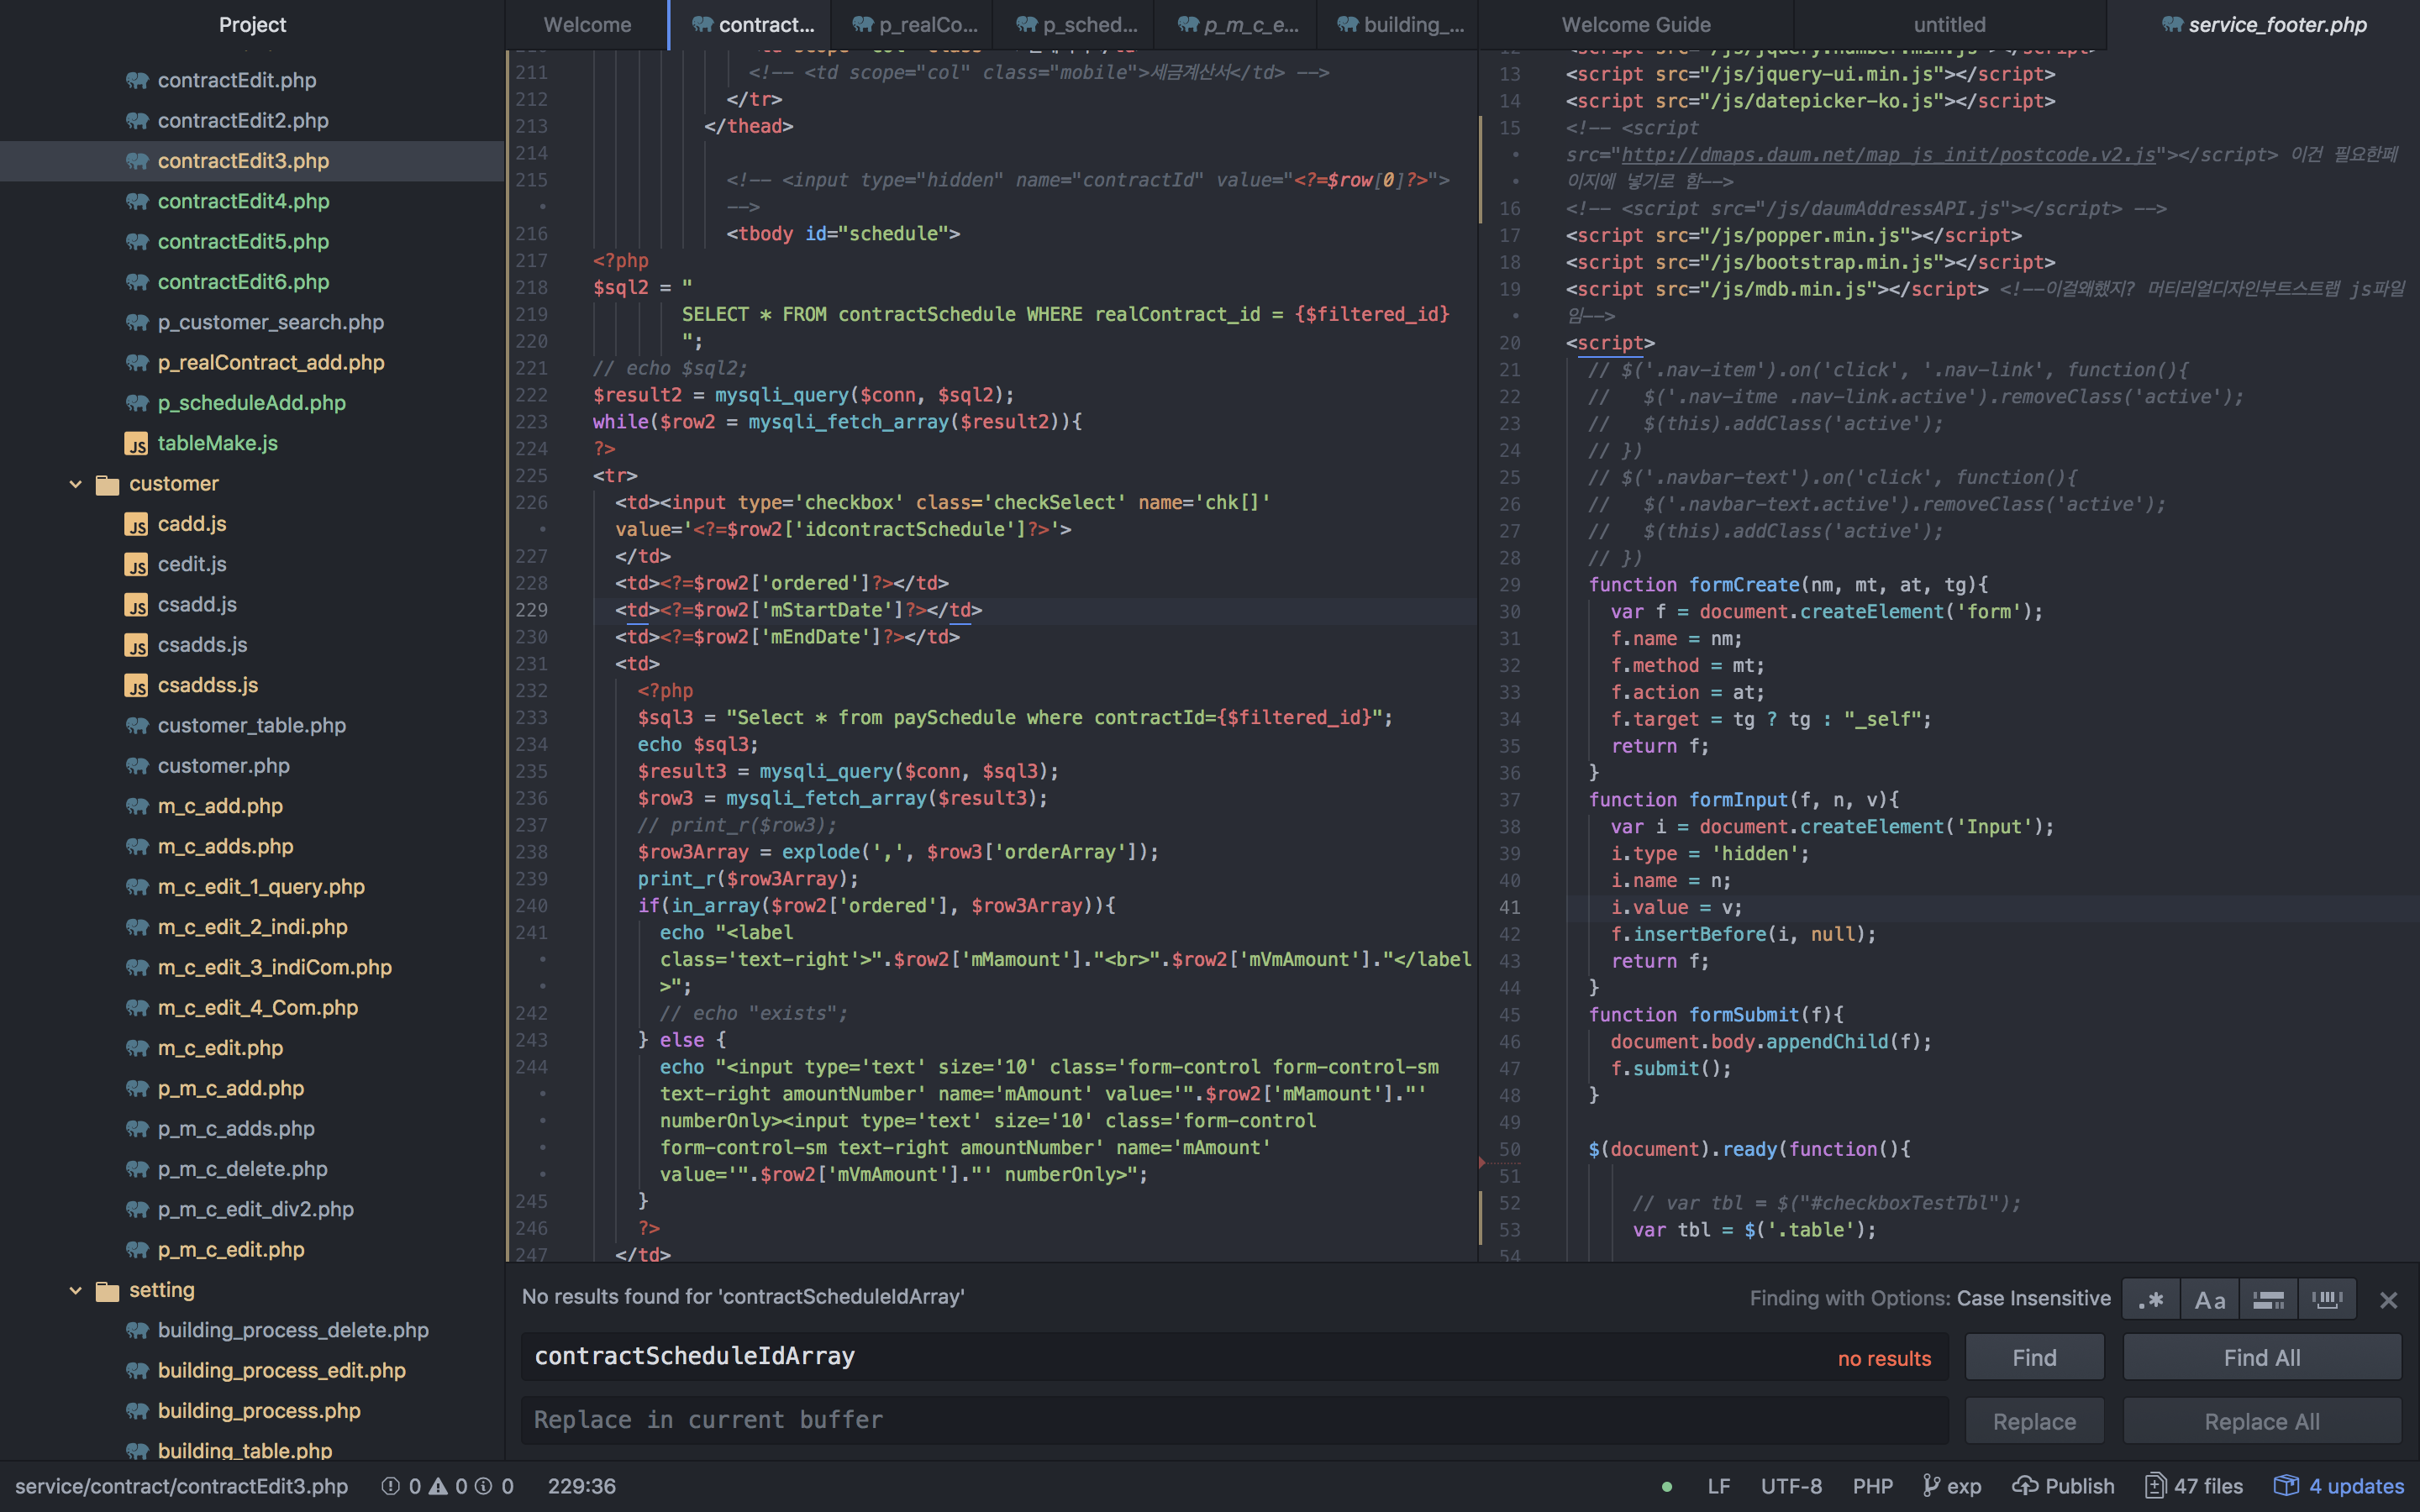 Project
contractEdit.php
contractEdit2.php
contractEdit3.php
contractEdit4.php
contractEdit5.php
contractEdit6.php
p_customer_search.php
p_realContract_add.php
p_scheduleAdd.php
tableMake.js
customer
cadd.js
cedit.js
csadd.js
csadds.js
csaddss.js
customer_table.php
customer.php
m_c_add.php
m_c_adds.php
m_c_edit_1_query.php
m_c_edit_2_indi.php
m_c_edit_3_indiCom.php
m_c_edit_4_Com.php
m_c_edit.php
p_m_c_add.php
p_m_c_adds.php
p_m_c_delete.php
p_m_c_edit_div2.php
p_m_c_edit.php
setting
building_process_delete.php
building_process_edit.php
building_process.php
building_table.php
Welcome
contract...
p_realCo...
p_sched...
p_m_c_e...
building_...
Welcome Guide
untitled
service_footer.php
211 <!-- <td scope="col" class="mobile">세금계산서</td> -->
212 </tr>
213 </thead>
214
215 <!-- <input type="hidden" name="contractId" value="<?=$row[0]?>">
-->
216 <tbody id="schedule">
217 <?php
218 $sql2 = "
219 SELECT * FROM contractSchedule WHERE realContract_id = {$filtered_id}
220 ";
221 // echo $sql2;
222 $result2 = mysqli_query($conn, $sql2);
223 while($row2 = mysqli_fetch_array($result2)){
224 ?>
225 <tr>
226 <td><input type='checkbox' class='checkSelect' name='chk[]'
value='<?=$row2['idcontractSchedule']?>'>
227 </td>
228 <td><?=$row2['ordered']?></td>
229 <td><?=$row2['mStartDate']?></td>
230 <td><?=$row2['mEndDate']?></td>
231 <td>
232 <?php
233 $sql3 = "Select * from paySchedule where contractId={$filtered_id}";
234 echo $sql3;
235 $result3 = mysqli_query($conn, $sql3);
236 $row3 = mysqli_fetch_array($result3);
237 // print_r($row3);
238 $row3Array = explode(',', $row3['orderArray']);
239 print_r($row3Array);
240 if(in_array($row2['ordered'], $row3Array)){
241 echo "<label
class='text-right'>".$row2['mMamount']."<br>".$row2['mVmAmount']."</label
>";
242 // echo "exists";
243 } else {
244 echo "<input type='text' size='10' class='form-control form-control-sm
text-right amountNumber' name='mAmount' value='".$row2['mMamount']."'
numberOnly><input type='text' size='10' class='form-control
form-control-sm text-right amountNumber' name='mAmount'
value='".$row2['mVmAmount']."' numberOnly>";
245 }
246 ?>
247 </td>
12 <script src="/js/jquery.number.min.js"></script>
13 <script src="/js/jquery-ui.min.js"></script>
14 <script src="/js/datepicker-ko.js"></script>
15 <!-- <script
src="http://dmaps.daum.net/map_js_init/postcode.v2.js"></script> 이건 필요한페
이지에 넣기로 함-->
16 <!-- <script src="/js/daumAddressAPI.js"></script> -->
17 <script src="/js/popper.min.js"></script>
18 <script src="/js/bootstrap.min.js"></script>
19 <script src="/js/mdb.min.js"></script> <!--이걸왜했지? 머티리얼디자인부트스트랩 js파일
임-->
20 <script>
21 // $('.nav-item').on('click', '.nav-link', function(){
22 //   $('.nav-itme .nav-link.active').removeClass('active');
23 //   $(this).addClass('active');
24 // })
25 // $('.navbar-text').on('click', function(){
26 //   $('.navbar-text.active').removeClass('active');
27 //   $(this).addClass('active');
28 // })
29 function formCreate(nm, mt, at, tg){
30 var f = document.createElement('form');
31 f.name = nm;
32 f.method = mt;
33 f.action = at;
34 f.target = tg ? tg : "_self";
35 return f;
36 }
37 function formInput(f, n, v){
38 var i = document.createElement('Input');
39 i.type = 'hidden';
40 i.name = n;
41 i.value = v;
42 f.insertBefore(i, null);
43 return f;
44 }
45 function formSubmit(f){
46 document.body.appendChild(f);
47 f.submit();
48 }
49
50 $(document).ready(function(){
51
52 // var tbl = $("#checkboxTestTbl");
53 var tbl = $('.table');
54
No results found for 'contractScheduleIdArray'
Finding with Options: Case Insensitive
.* Aa
contractScheduleIdArray
no results
Find
Find All
Replace in current buffer
Replace
Replace All
service/contract/contractEdit3.php
0 0 0
229:36
LF
UTF-8
PHP
exp
Publish
47 files
4 updates